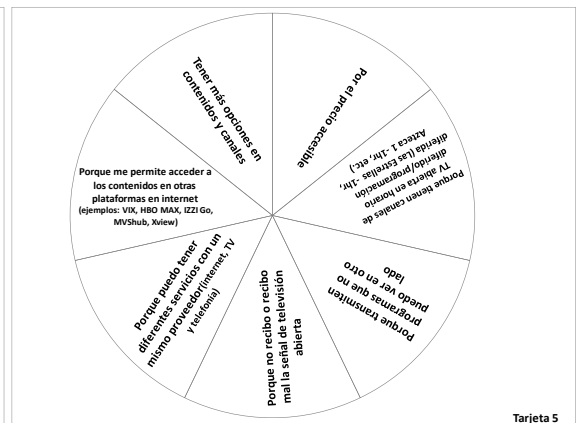 Tener más opciones en
contenidos y canales
Por el precio accesible
Porque tienen canales de
TV abierta en horario
diferido/programación
diferida (Las Estrellas -1hr,
Azteca 1 - 1hr, etc.)
Porque transmiten
programas que no
puedo ver en otro
lado
Porque no recibo o recibo
mal la señal de televisión
abierta
Porque puedo tener
diferentes servicios con un
mismo proveedor(internet, TV
y telefonía)
Porque me permite acceder a
los contenidos en otras
plataformas en internet
(ejemplos: VIX, HBO MAX, IZZI Go,
MVShub, Xview)
Tarjeta 5